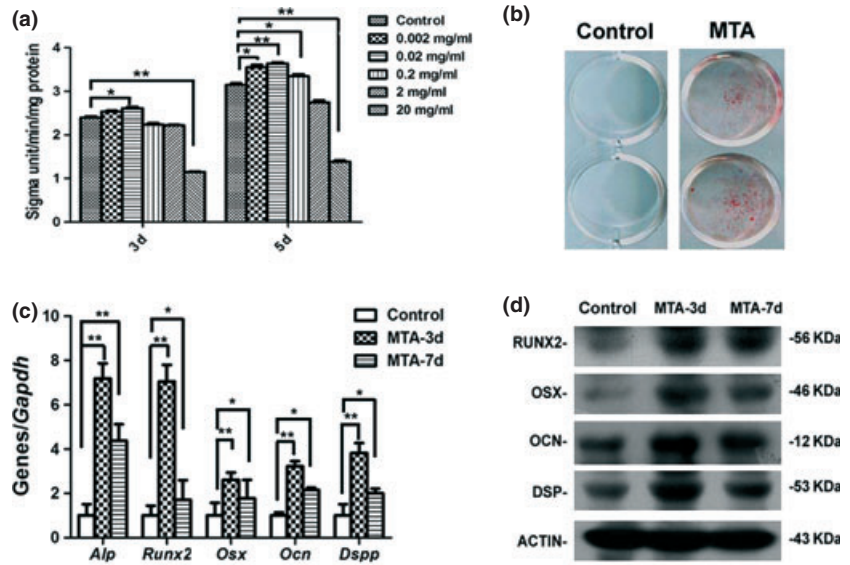 (a)
Sigma unit/min/mg protein
4
3
2
1
0
3d
5d
*
**
*
**
*
**
Control
0.002 mg/ml
0.02 mg/ml
0.2 mg/ml
2 mg/ml
20 mg/ml
(b)
Control MTA
(c)
Genes/Gapdh
10
8
6
4
2
0
**
**
*
**
*
**
*
**
*
**
Control
MTA-3d
MTA-7d
Alp Runx2 Osx Ocn Dspp
(d)
Control MTA-3d MTA-7d
RUNX2- -56 KDa
OSX- -46 KDa
OCN- -12 KDa
DSP- -53 KDa
ACTIN- -43 KDa